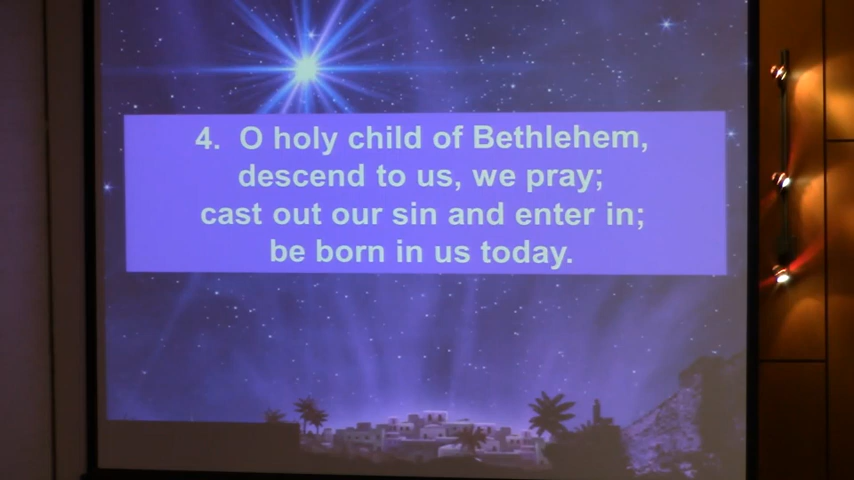 4. O holy child of Bethlehem,
descend to us, we pray;
cast out our sin and enter in;
be born in us today.